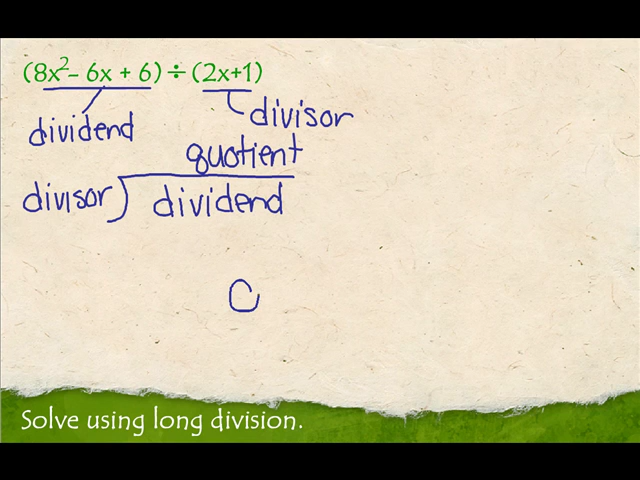 (8x² – 6x + 6) ÷ (2x+1)
dividend
divisor
quotient
divisor ) dividend
C
Solve using long division.